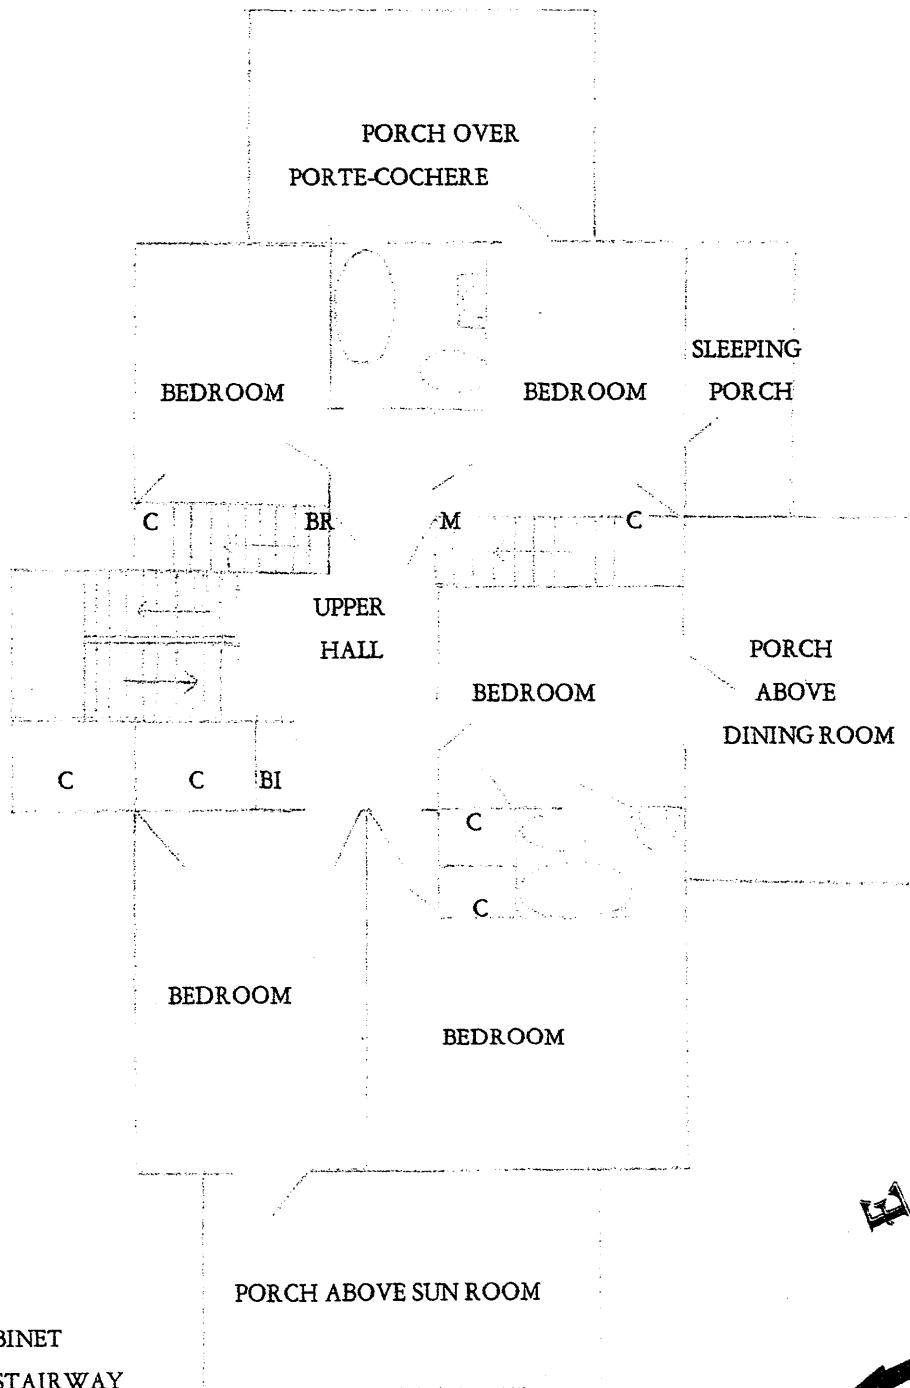 PORCH OVER
PORTE-COCHERE
SLEEPING
BEDROOM
BEDROOM
PORCH
C
BR
M
C
UPPER
HALL
PORCH
BEDROOM
ABOVE
DINING ROOM
C
C
BI
C
C
BEDROOM
BEDROOM
E
PORCH ABOVE SUN ROOM
BINET
STAIRWAY